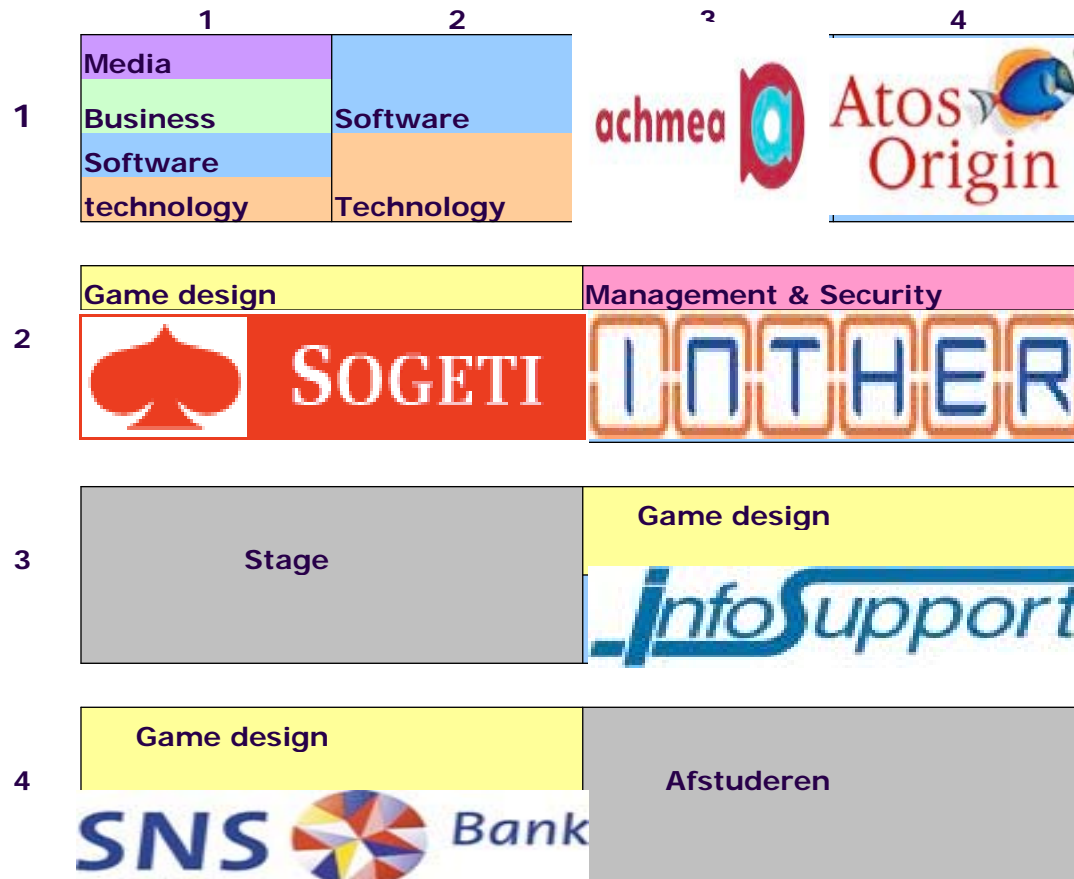 1 2 3 4
Media
1
Business Software
Software
technology Technology
achmea
Atos
Origin
Game design Management & Security
2
SOGETI INTHER
Game design
3
Stage
InfoSupport
Game design
4
Afstuderen
SNS Bank